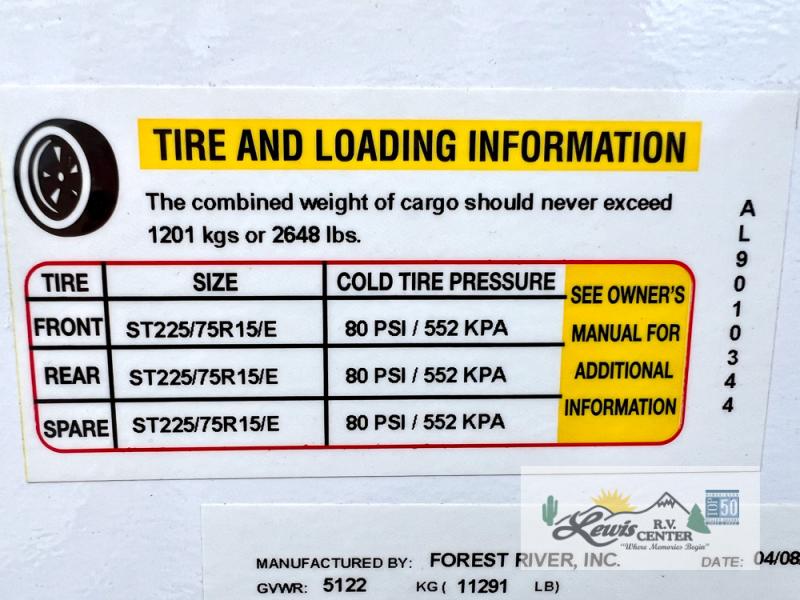 TIRE AND LOADING INFORMATION
The combined weight of cargo should never exceed
1201 kgs or 2648 lbs.
TIRE SIZE COLD TIRE PRESSURE
FRONT ST225/75R15/E 80 PSI / 552 KPA
REAR ST225/75R15/E 80 PSI / 552 KPA
SPARE ST225/75R15/E 80 PSI / 552 KPA
SEE OWNER'S
MANUAL FOR
ADDITIONAL
INFORMATION
AL9010344
Lewis
R.V.
CENTER
"Where Memories Begin"
TOP 50
MANUFACTURED BY: FOREST RIVER, INC. DATE: 04/08
GVWR: 5122 KG ( 11291 LB)